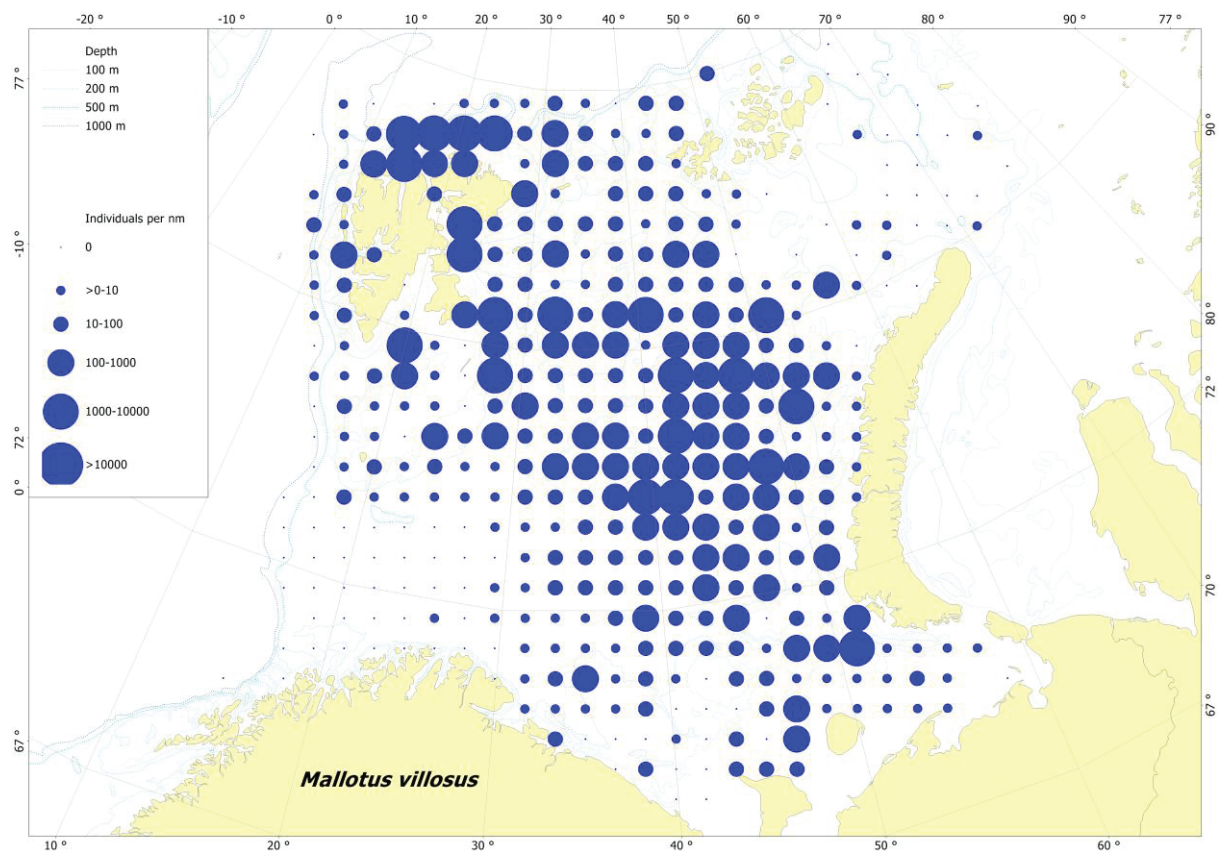 -20 ° -10 ° 0 ° 10 ° 20 ° 30 ° 40 ° 50 ° 60 ° 70 ° 80 ° 90 ° 77 °
Depth
100 m
200 m
500 m
1000 m
77 °
90 °
Individuals per nm
0
-10 °
>0-10
10-100
80 °
100-1000
72 °
1000-10000
72 °
>10000
0 °
70 °
67 °
67 °
Mallotus villosus
10 ° 20 ° 30 ° 40 ° 50 ° 60 °